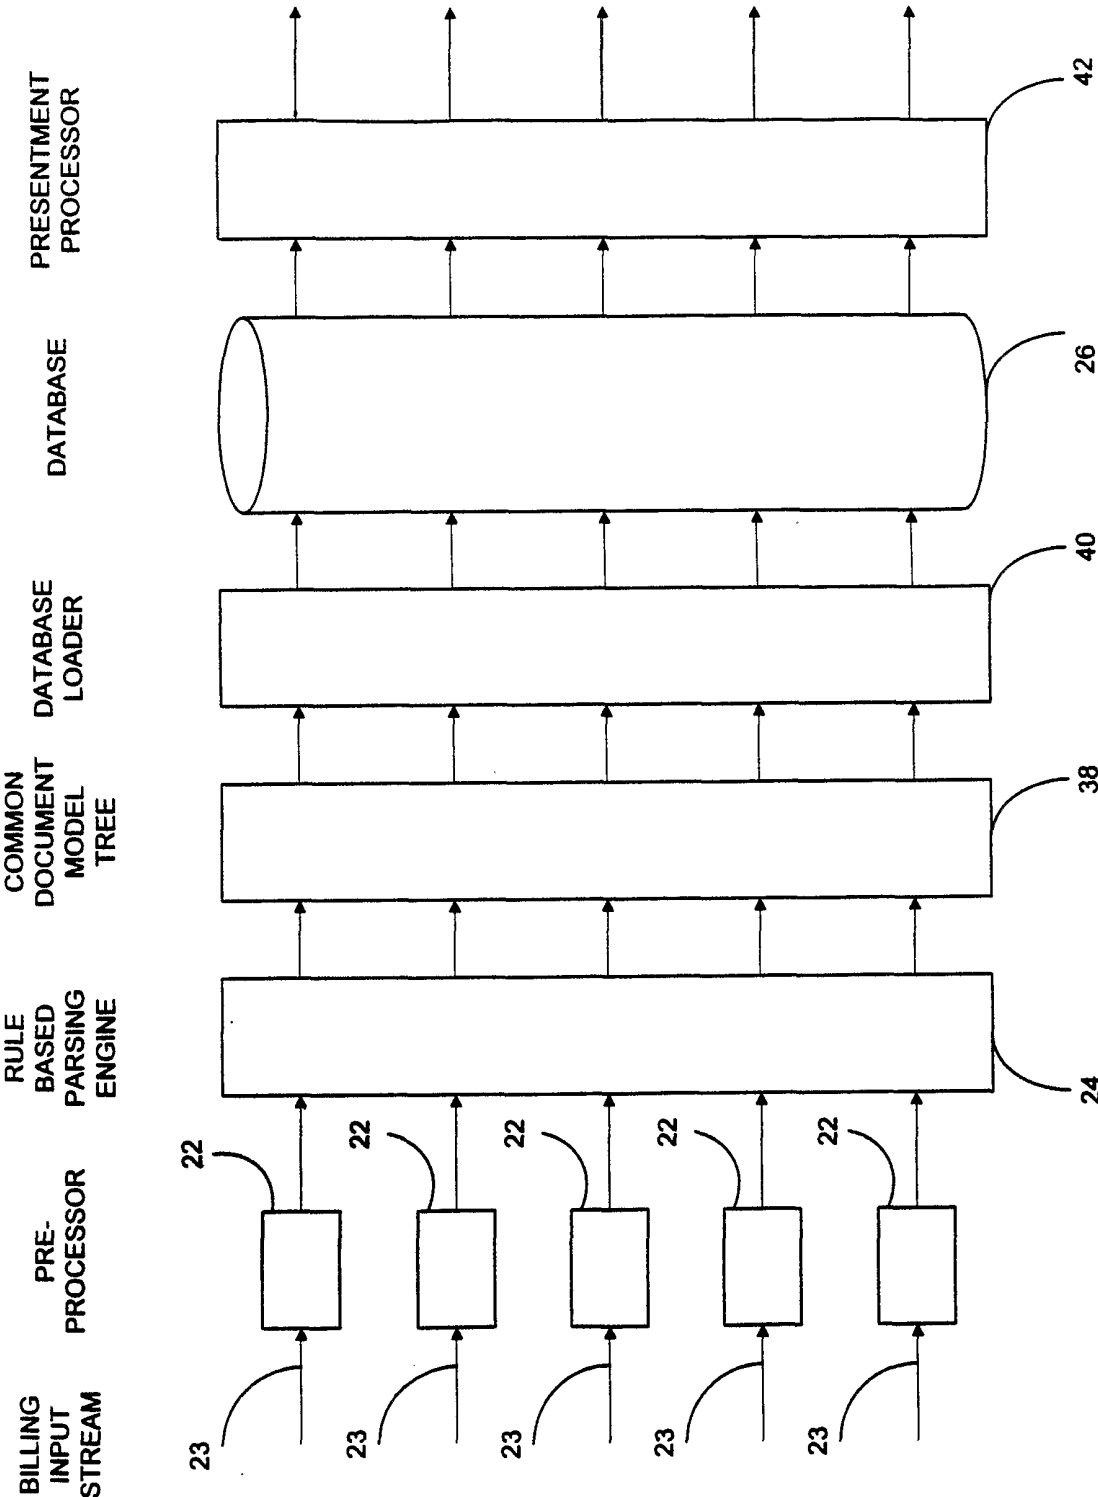 BILLING
INPUT
STREAM
PRE-
PROCESSOR
RULE
BASED
PARSING
ENGINE
COMMON
DOCUMENT
MODEL
TREE
DATABASE
LOADER
DATABASE
PRESENTMENT
PROCESSOR
23
23
23
23
23
22
22
22
22
22
24
38
40
26
42